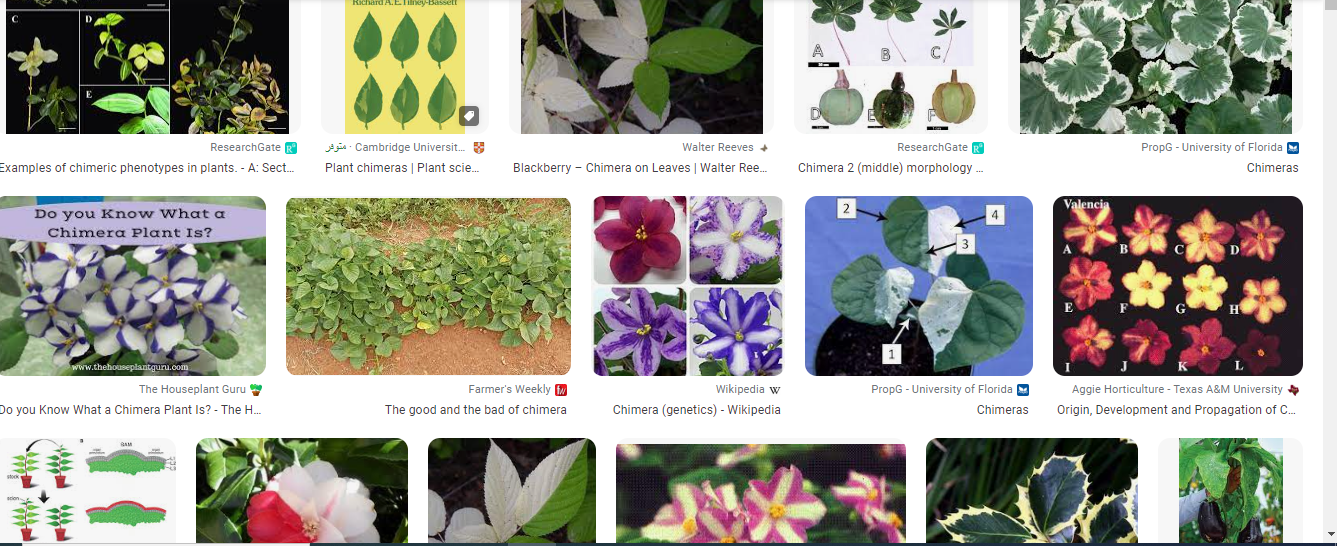 Richard A. E. Tilney-Bassett
C
D
E
A
B
C
D
E
F
ResearchGate
متوفر · Cambridge Universit...
Walter Reeves
ResearchGate
PropG - University of Florida
Examples of chimeric phenotypes in plants. - A: Sect...
Plant chimeras | Plant scie...
Blackberry – Chimera on Leaves | Walter Ree...
Chimera 2 (middle) morphology ...
Chimeras
Do you Know What a
Chimera Plant Is?
www.thehouseplantguru.com
2
4
3
1
Valencia
A
B
C
D
E
F
G
H
I
J
K
L
The Houseplant Guru
Farmer's Weekly
Wikipedia
PropG - University of Florida
Aggie Horticulture - Texas A&M University
Do you Know What a Chimera Plant Is? - The H...
The good and the bad of chimera
Chimera (genetics) - Wikipedia
Chimeras
Origin, Development and Propagation of C...
a
SAM
stock
scion